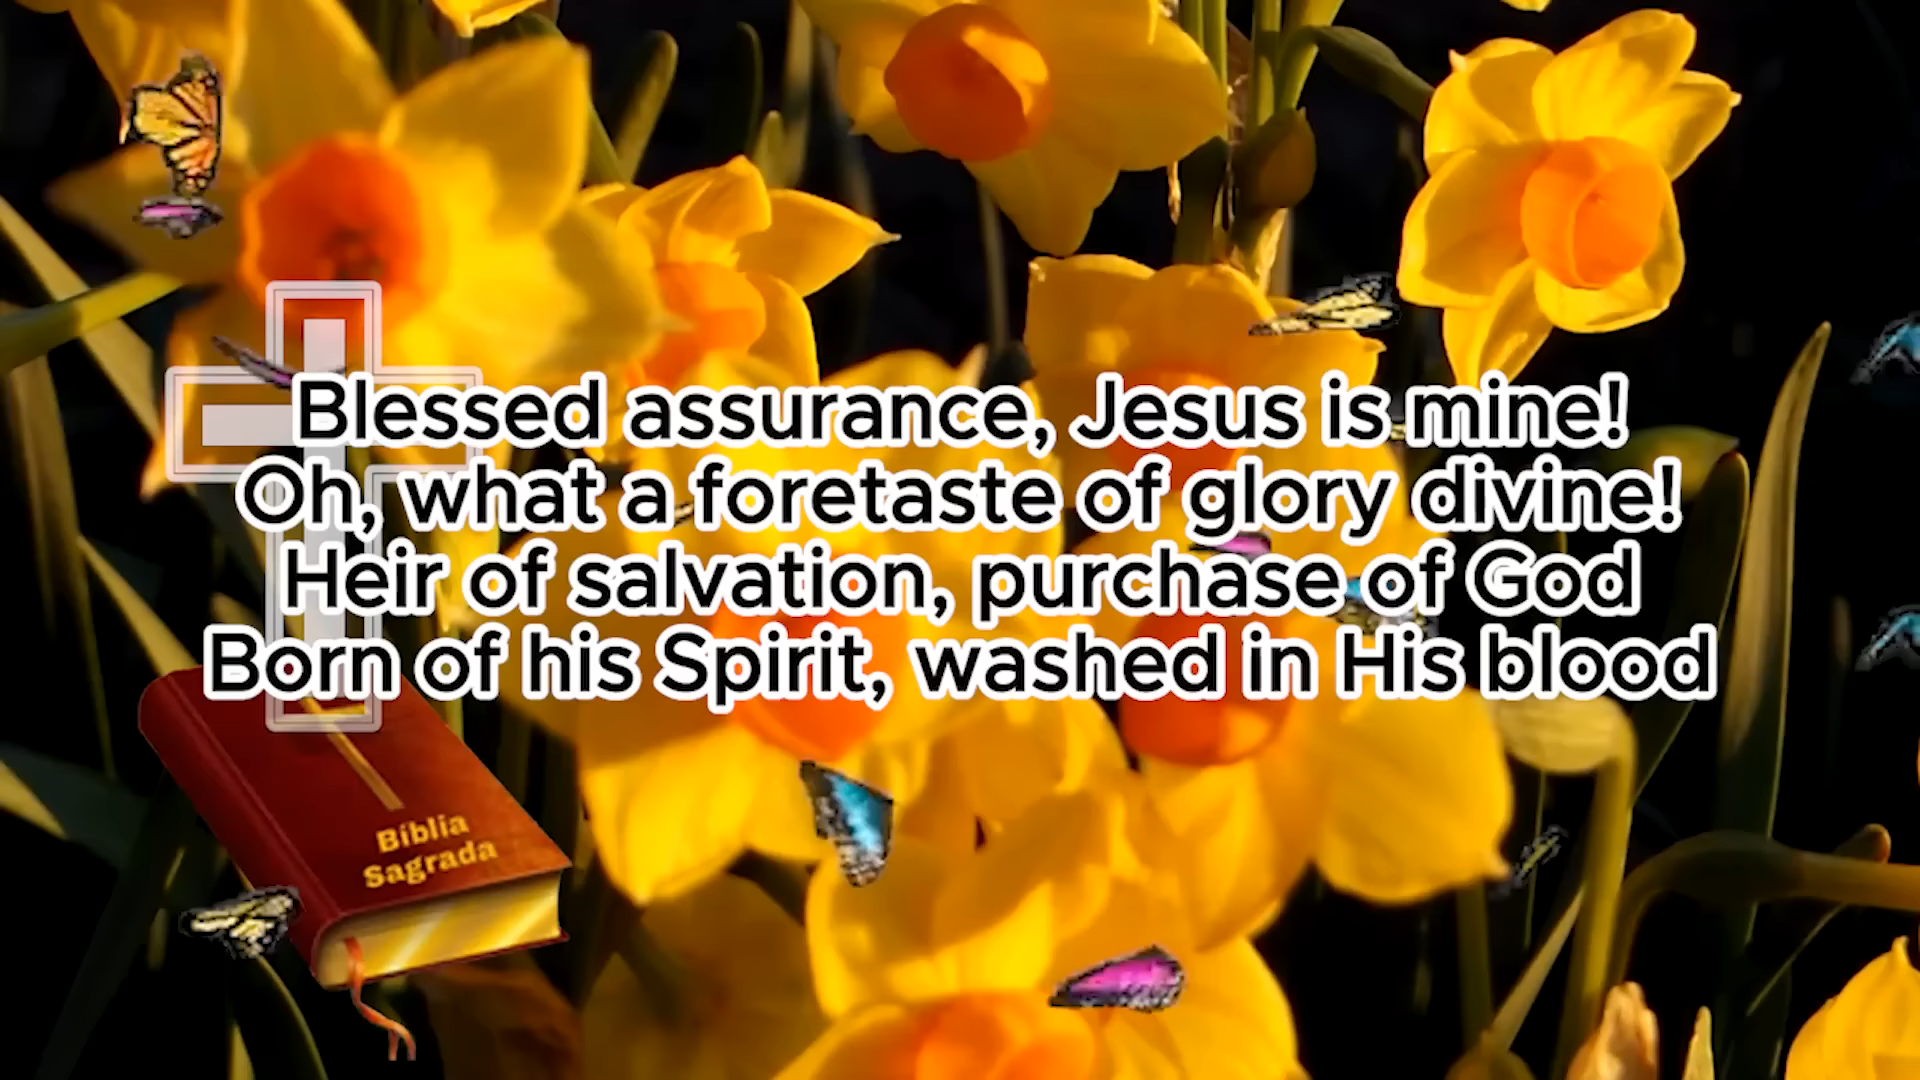 Blessed assurance, Jesus is mine!
Oh, what a foretaste of glory divine!
Heir of salvation, purchase of God
Born of his Spirit, washed in His blood
Bíblia
Sagrada